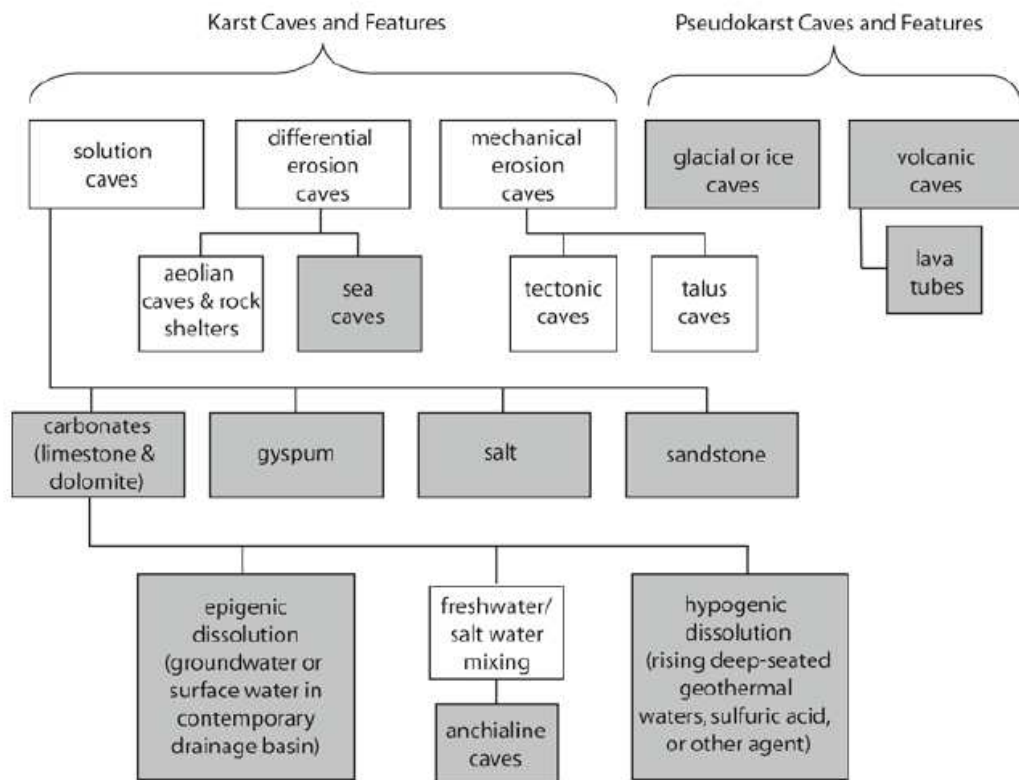 Karst Caves and Features
Pseudokarst Caves and Features
solution
caves
differential
erosion
caves
mechanical
erosion
caves
glacial or ice
caves
volcanic
caves
aeolian
caves & rock
shelters
sea
caves
tectonic
caves
talus
caves
lava
tubes
carbonates
(limestone &
dolomite)
gyspum
salt
sandstone
epigenic
dissolution
(groundwater or
surface water in
contemporary
drainage basin)
freshwater/
salt water
mixing
anchialine
caves
hypogenic
dissolution
(rising deep-seated
geothermal
waters, sulfuric acid,
or other agent)